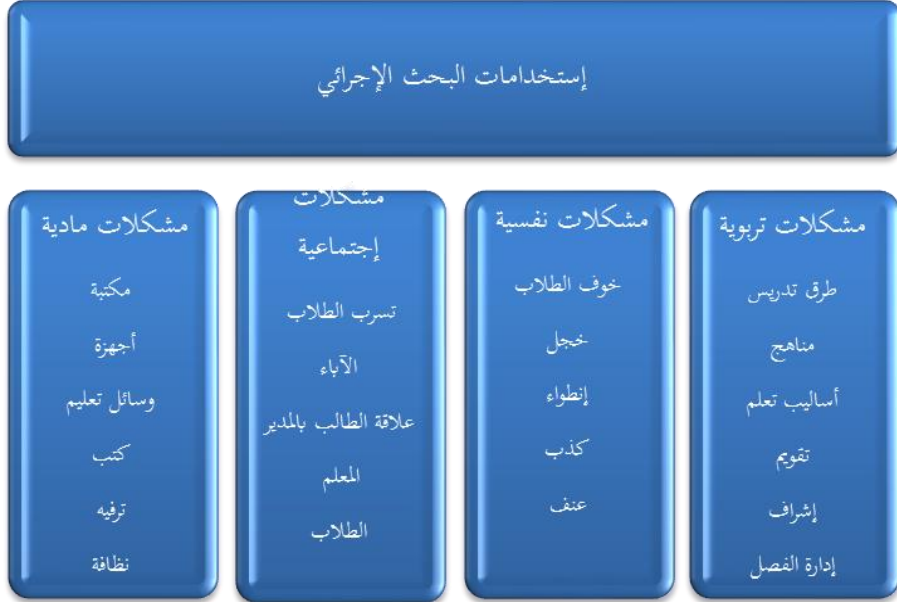 إستخدامات البحث الإجرائي
مشكلات تربوية
طرق تدريس
مناهج
أساليب تعلم
تقويم
إشراف
إدارة الفصل
مشكلات نفسية
خوف الطلاب
خجل
إنطواء
كذب
عنف
مشكلات
إجتماعية
تسرب الطلاب
الآباء
علاقة الطالب بالمدير
المعلم
الطلاب
مشكلات مادية
مكتبة
أجهزة
وسائل تعليم
كتب
ترفيه
نظافة